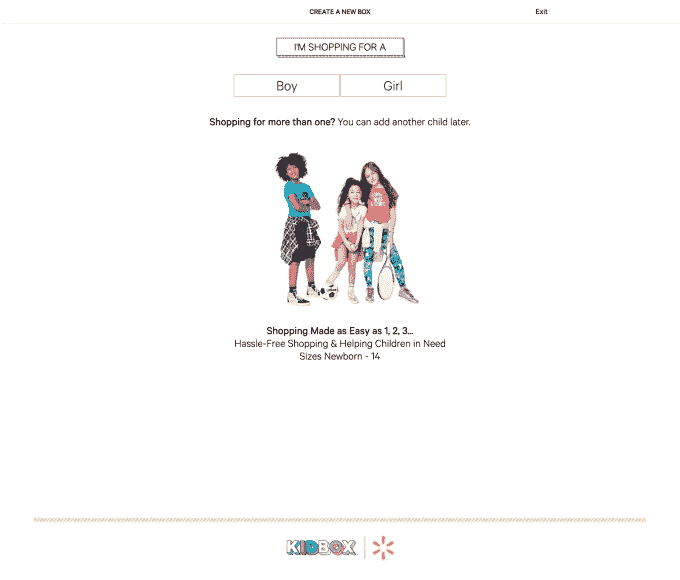 CREATE A NEW BOX
Exit
I'M SHOPPING FOR A
Boy
Girl
Shopping for more than one? You can add another child later.
Shopping Made as Easy as 1, 2, 3...
Hassle-Free Shopping & Helping Children in Need
Sizes Newborn - 14
KIDBOX